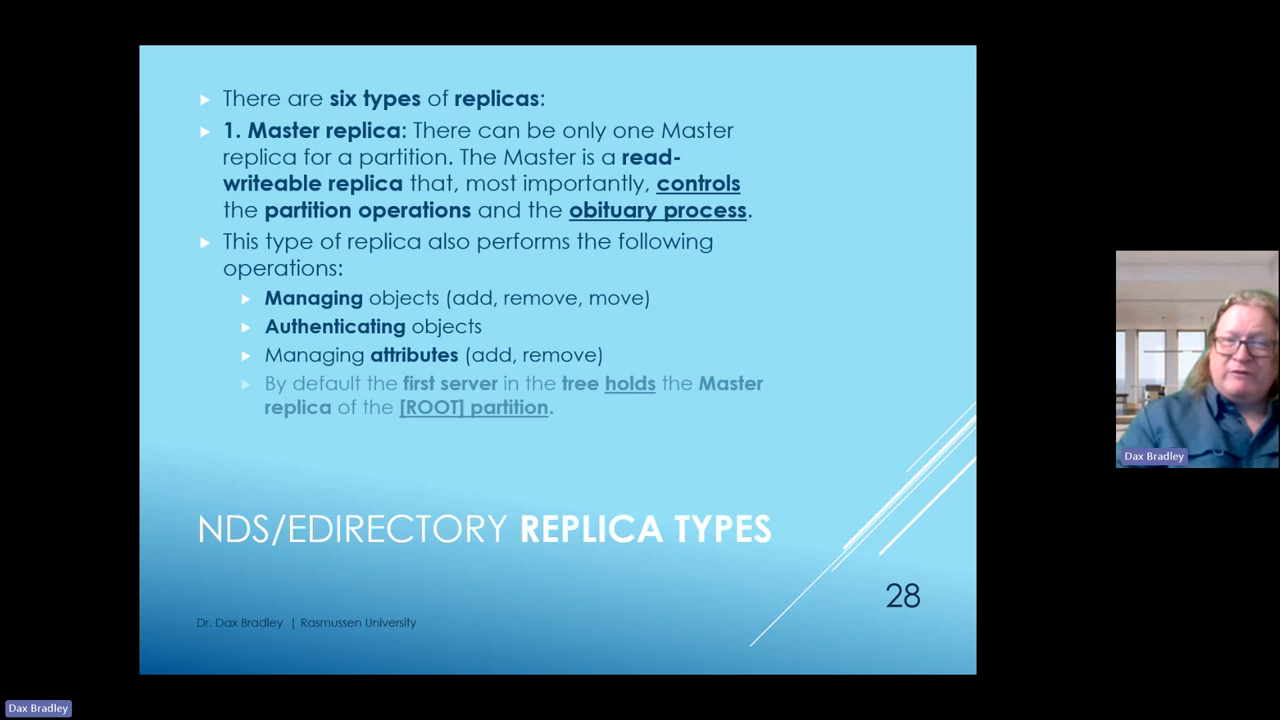 There are six types of replicas:
1. Master replica: There can be only one Master
replica for a partition. The Master is a read-
writeable replica that, most importantly, controls
the partition operations and the obituary process.
This type of replica also performs the following
operations:
Managing objects (add, remove, move)
Authenticating objects
Managing attributes (add, remove)
By default the first server in the tree holds the Master
replica of the [ROOT] partition.
NDS/EDIRECTORY REPLICA TYPES
28
Dr. Dax Bradley | Rasmussen University
Dax Bradley
Dax Bradley